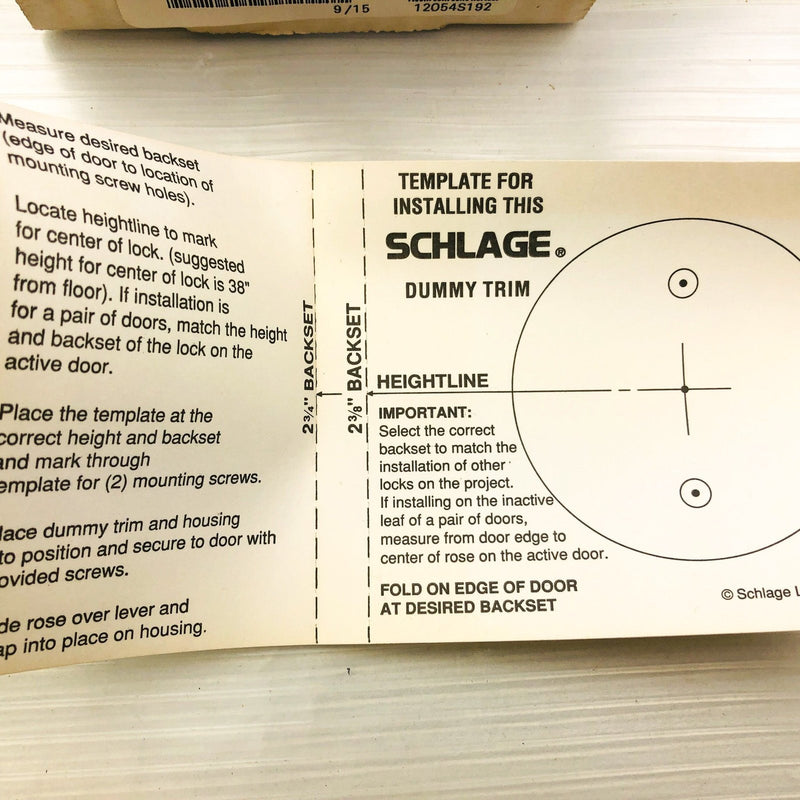 9/15
12054S192
Measure desired backset
(edge of door to location of
mounting screw holes).
Locate heightline to mark
for center of lock. (suggested
height for center of lock is 38"
from floor). If installation is
for a pair of doors, match the height
and backset of the lock on the
active door.
Place the template at the
correct height and backset
and mark through
template for (2) mounting screws.
lace dummy trim and housing
to position and secure to door with
ovided screws.
de rose over lever and
ap into place on housing.
2¾" BACKSET
2⅜" BACKSET
TEMPLATE FOR
INSTALLING THIS
SCHLAGE®
DUMMY TRIM
HEIGHTLINE
IMPORTANT:
Select the correct
backset to match the
installation of other
locks on the project.
If installing on the inactive
leaf of a pair of doors,
measure from door edge to
center of rose on the active door.
FOLD ON EDGE OF DOOR
AT DESIRED BACKSET
© Schlage L